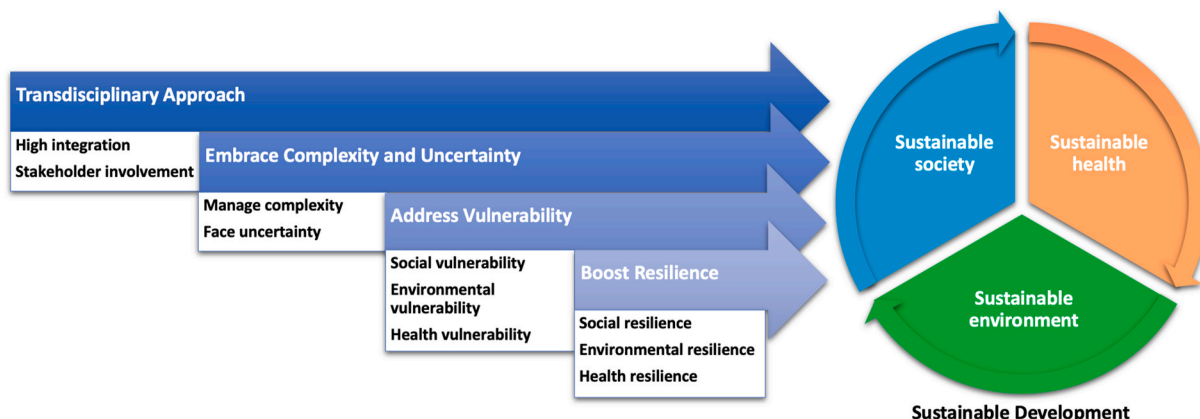 Transdisciplinary Approach
High integration
Stakeholder involvement
Embrace Complexity and Uncertainty
Manage complexity
Face uncertainty
Address Vulnerability
Social vulnerability
Environmental
vulnerability
Health vulnerability
Boost Resilience
Social resilience
Environmental resilience
Health resilience
Sustainable
society
Sustainable
health
Sustainable
environment
Sustainable Development